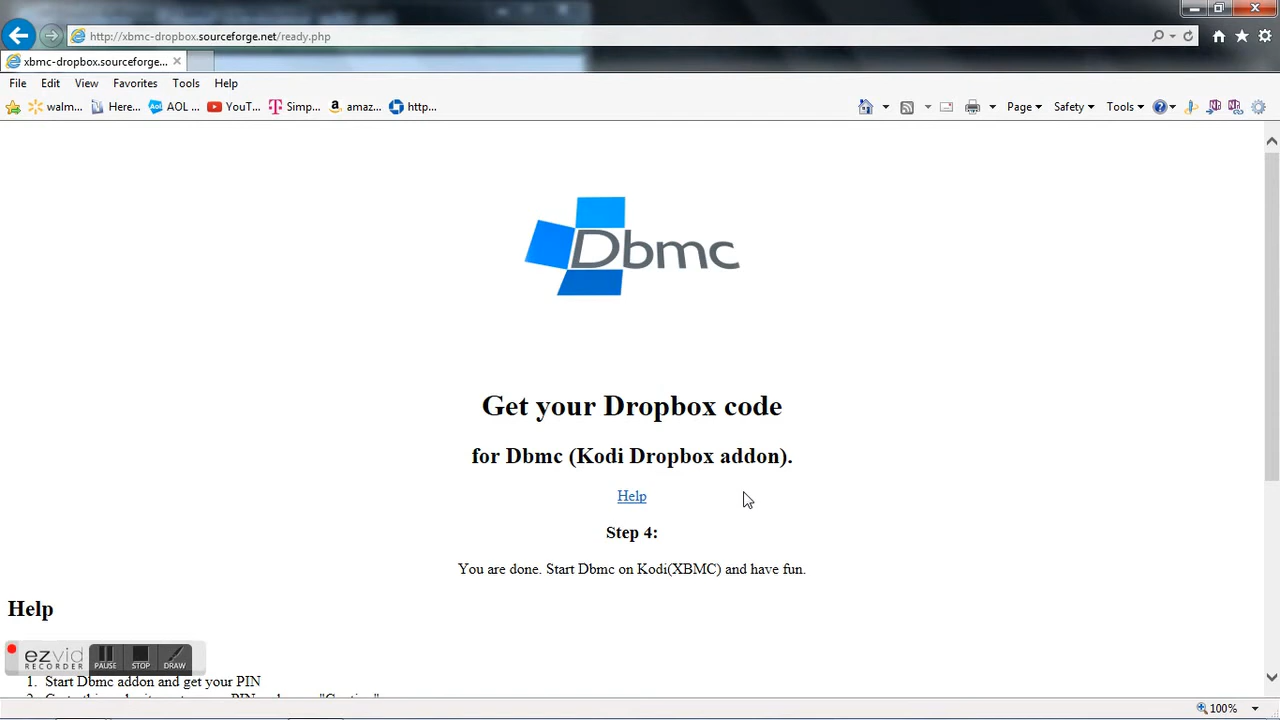 http://xbmc-dropbox.sourceforge.net/ready.php
xbmc-dropbox.sourceforge...
File Edit View Favorites Tools Help
walm... Here... AOL ... YouT... Simp... amaz... http... Page Safety Tools
Dbmc
Get your Dropbox code
for Dbmc (Kodi Dropbox addon).
Help
Step 4:
You are done. Start Dbmc on Kodi(XBMC) and have fun.
Help
ezvid
RECORDER
PAUSE STOP DRAW
1. Start Dbmc addon and get your PIN
100%